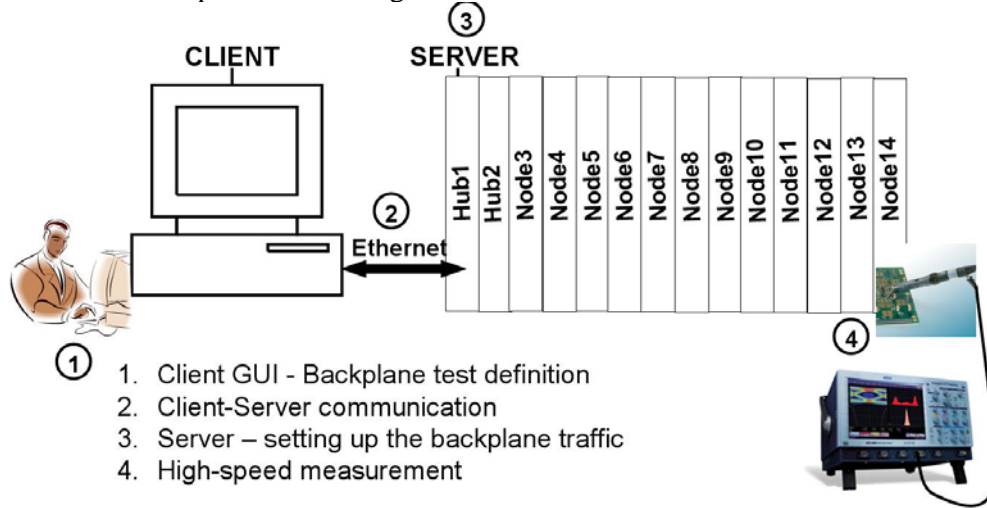 3
CLIENT
SERVER
Hub1
Hub2
Node3
Node4
Node5
Node6
Node7
Node8
Node9
Node10
Node11
Node12
Node13
Node14
2
Ethernet
1
4
1. Client GUI - Backplane test definition
2. Client-Server communication
3. Server – setting up the backplane traffic
4. High-speed measurement